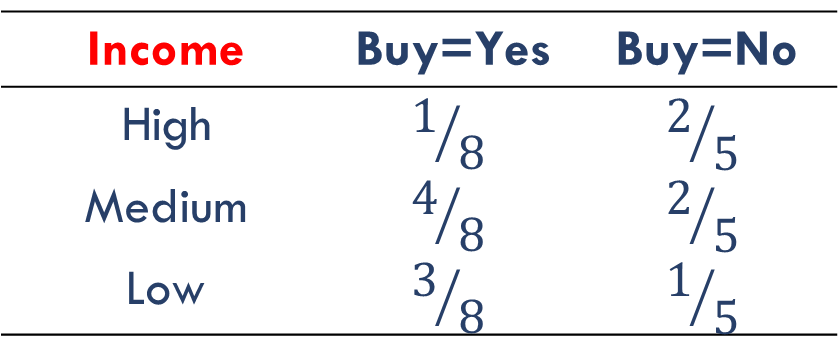 Income Buy=Yes Buy=No
High 1/8 2/5
Medium 4/8 2/5
Low 3/8 1/5